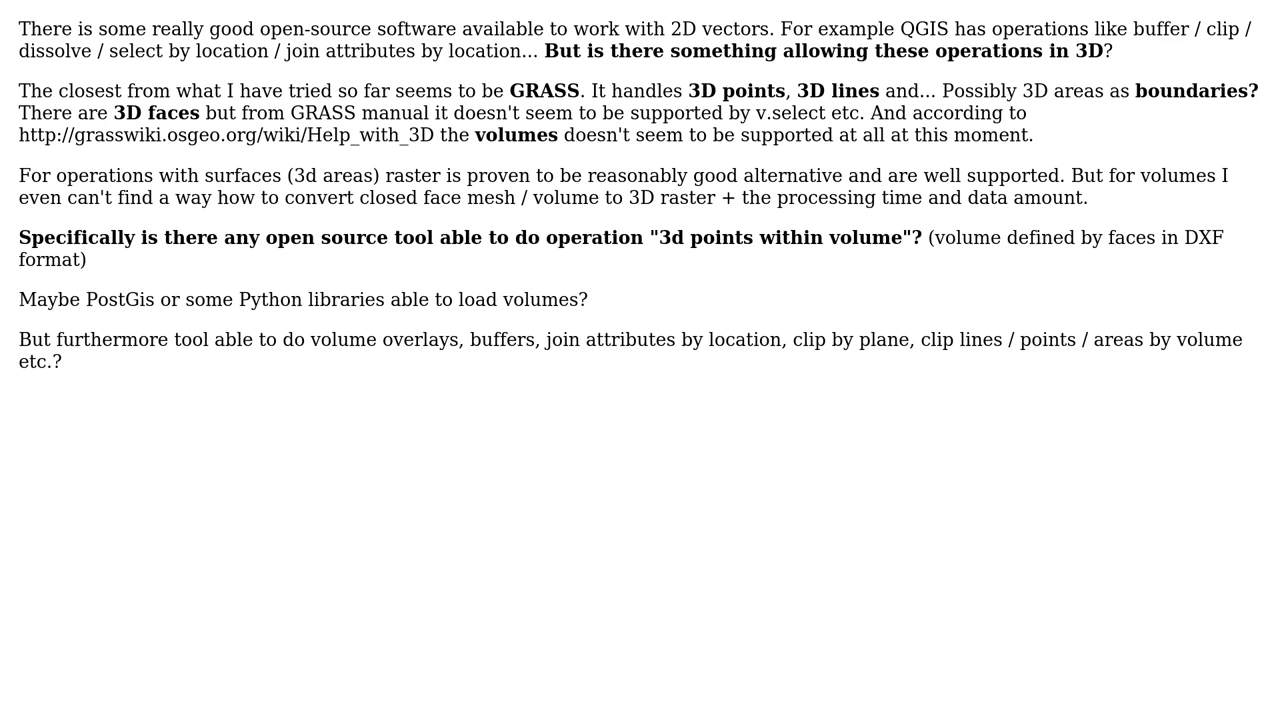 There is some really good open-source software available to work with 2D vectors. For example QGIS has operations like buffer / clip /
dissolve / select by location / join attributes by location... But is there something allowing these operations in 3D?
The closest from what I have tried so far seems to be GRASS. It handles 3D points, 3D lines and... Possibly 3D areas as boundaries?
There are 3D faces but from GRASS manual it doesn't seem to be supported by v.select etc. And according to
http://grasswiki.osgeo.org/wiki/Help_with_3D the volumes doesn't seem to be supported at all at this moment.
For operations with surfaces (3d areas) raster is proven to be reasonably good alternative and are well supported. But for volumes I
even can't find a way how to convert closed face mesh / volume to 3D raster + the processing time and data amount.
Specifically is there any open source tool able to do operation "3d points within volume"? (volume defined by faces in DXF
format)
Maybe PostGis or some Python libraries able to load volumes?
But furthermore tool able to do volume overlays, buffers, join attributes by location, clip by plane, clip lines / points / areas by volume
etc.?